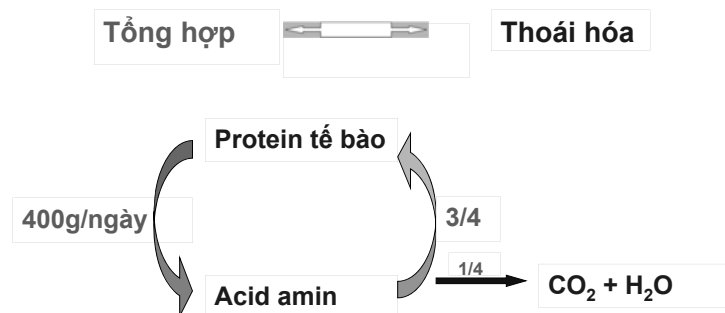 Tổng hợp
Thoái hóa
Protein tế bào
400g/ngày
3/4
1/4
CO₂ + H₂O
Acid amin